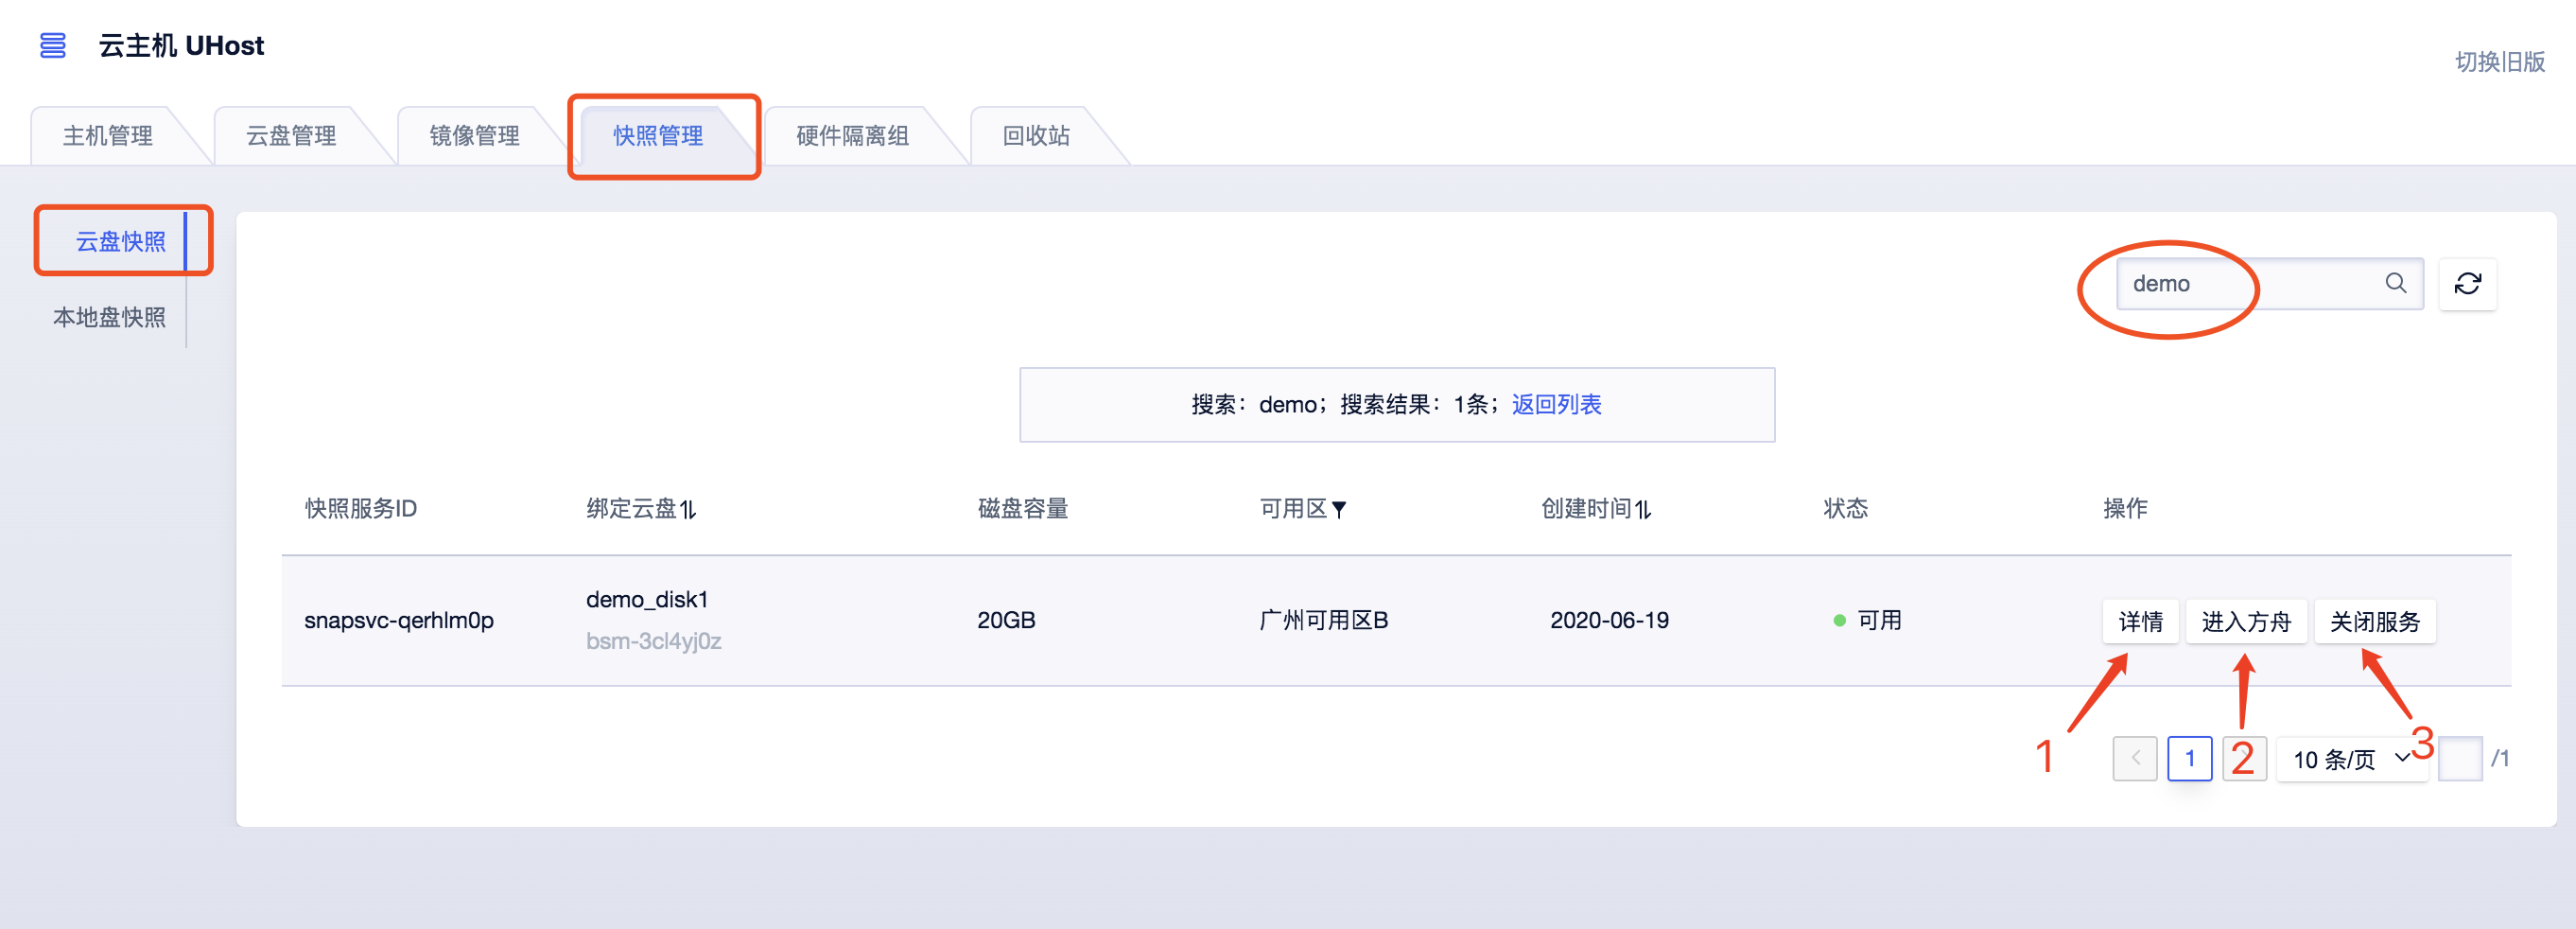 云主机 UHost
切换旧版
主机管理
云盘管理
镜像管理
快照管理
硬件隔离组
回收站
云盘快照
本地盘快照
demo
搜索：demo；搜索结果：1条；返回列表
快照服务ID 绑定云盘 磁盘容量 可用区 创建时间 状态 操作
demo_disk1
snapsvc-qerhlm0p 20GB 广州可用区B 2020-06-19 可用 详情 进入方舟 关闭服务
bsm-3cl4yj0z
1 2 3
1 10 条/页 /1